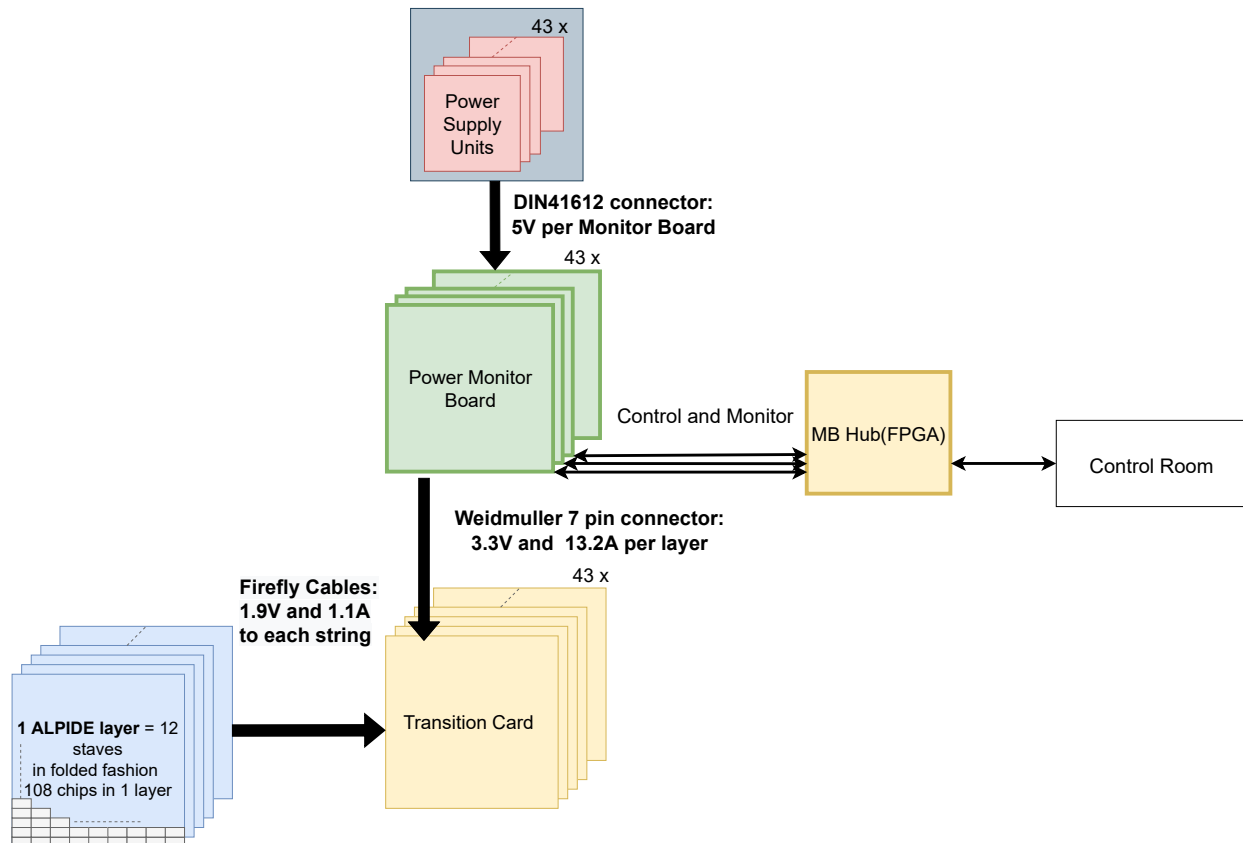 43 x
Power
Supply
Units
DIN41612 connector:
5V per Monitor Board
43 x
Power Monitor
Board
Control and Monitor
MB Hub(FPGA)
Control Room
Weidmuller 7 pin connector:
3.3V and  13.2A per layer
43 x
Firefly Cables:
1.9V and 1.1A
to each string
Transition Card
1 ALPIDE layer = 12
staves
in folded fashion
108 chips in 1 layer